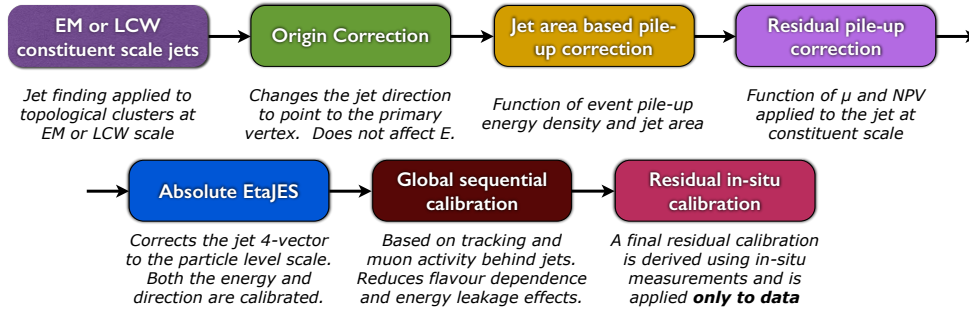 EM or LCW
constituent scale jets
Origin Correction
Jet area based pile-
up correction
Residual pile-up
correction
Jet finding applied to
topological clusters at
EM or LCW scale
Changes the jet direction
to point to the primary
vertex. Does not affect E.
Function of event pile-up
energy density and jet area
Function of µ and NPV
applied to the jet at
constituent scale
Absolute EtaJES
Global sequential
calibration
Residual in-situ
calibration
Corrects the jet 4-vector
to the particle level scale.
Both the energy and
direction are calibrated.
Based on tracking and
muon activity behind jets.
Reduces flavour dependence
and energy leakage effects.
A final residual calibration
is derived using in-situ
measurements and is
applied only to data